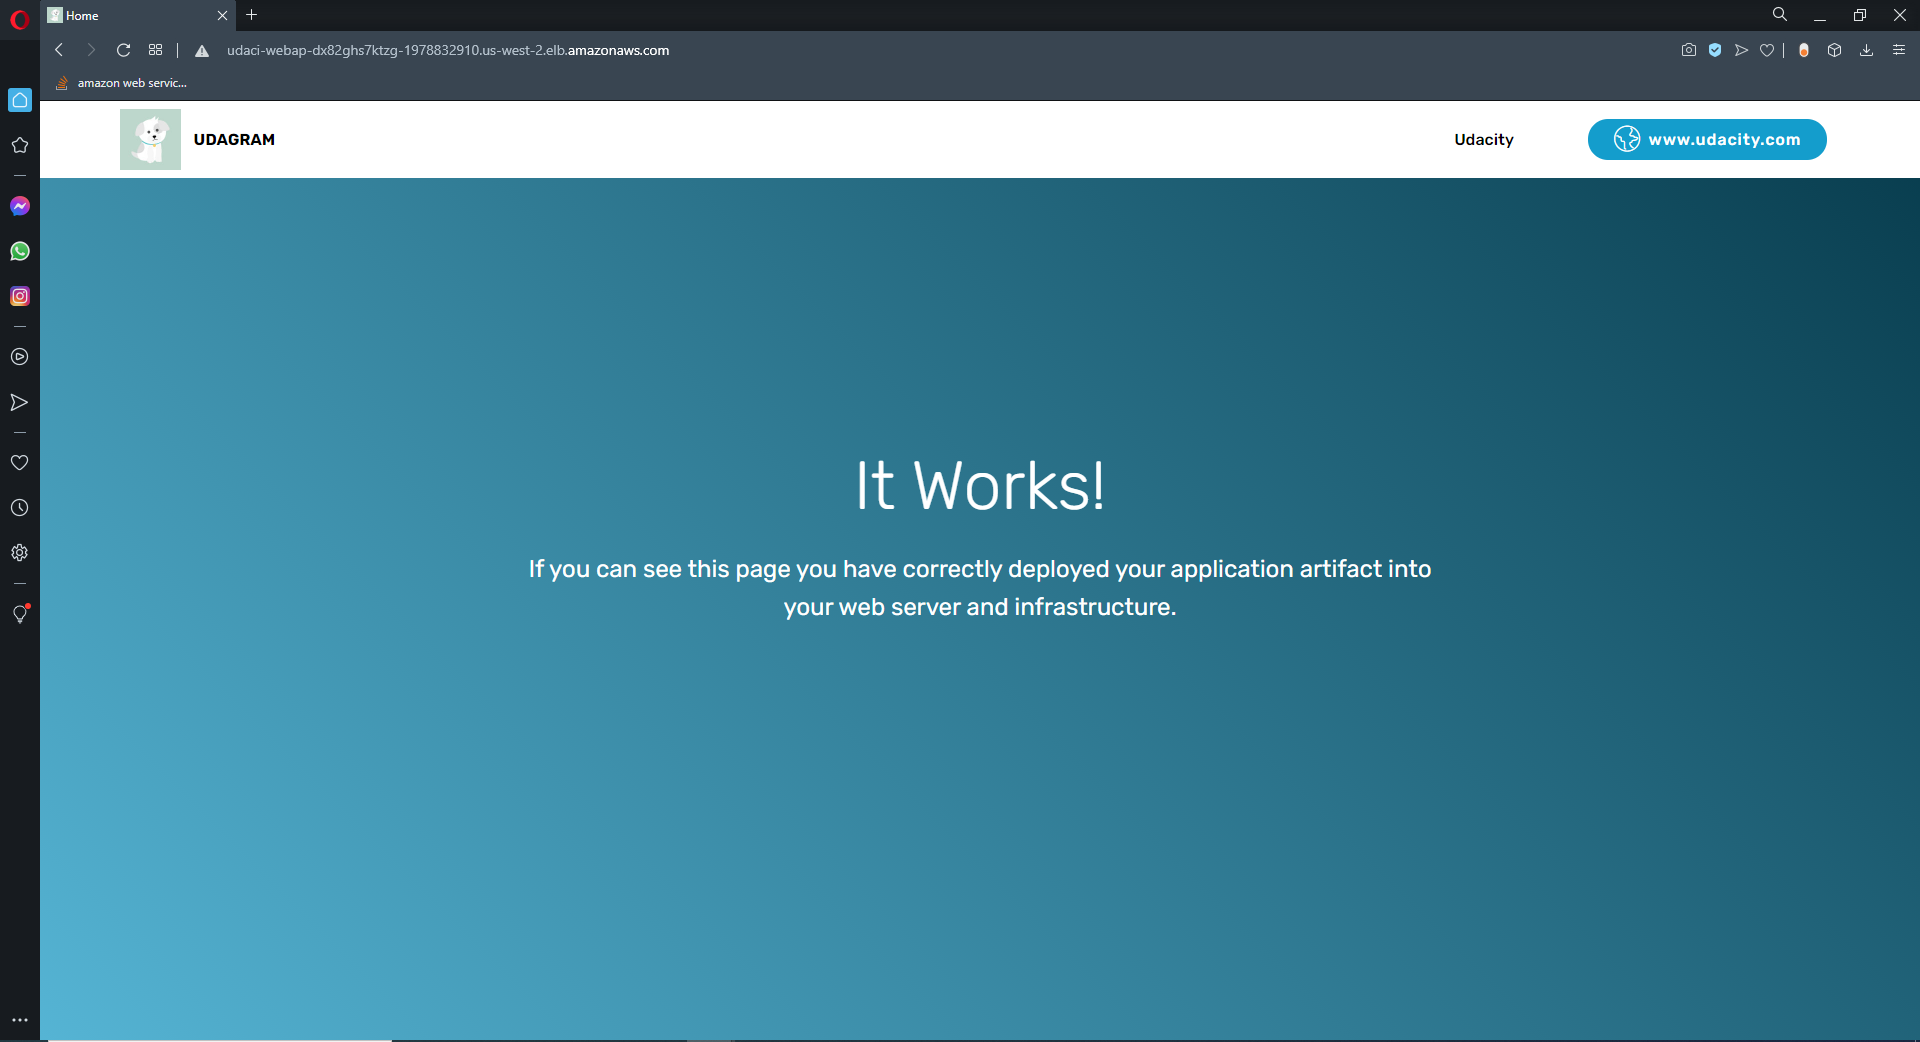 Home
udaci-webap-dx82ghs7ktzg-1978832910.us-west-2.elb.amazonaws.com
amazon web servic...
UDAGRAM
Udacity
www.udacity.com
It Works!
If you can see this page you have correctly deployed your application artifact into
your web server and infrastructure.